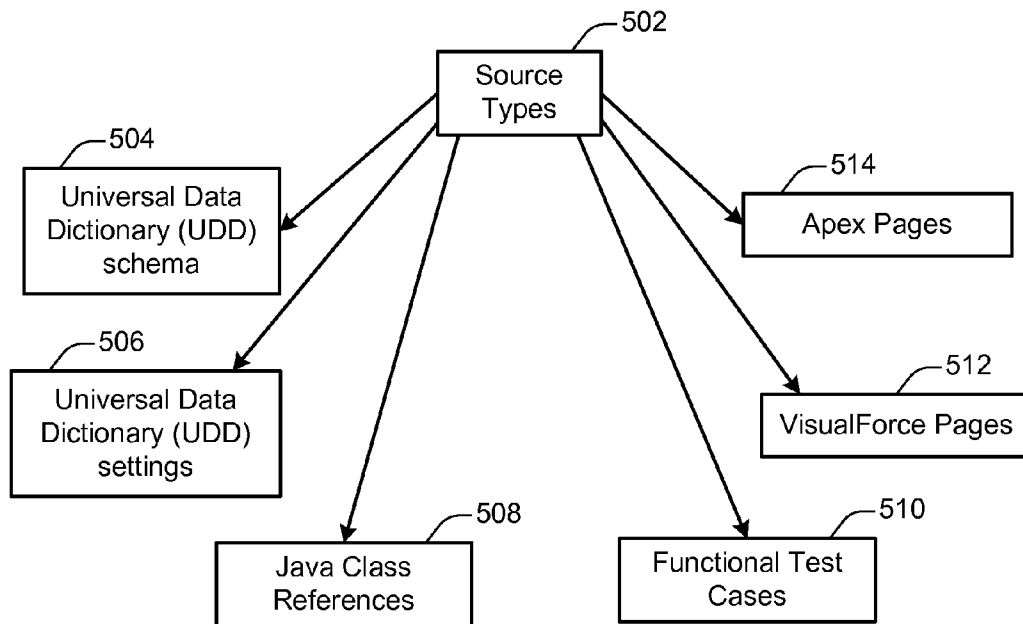 502
Source
Types
504
Universal Data
Dictionary (UDD)
schema
514
Apex Pages
506
Universal Data
Dictionary (UDD)
settings
512
VisualForce Pages
508
Java Class
References
510
Functional Test
Cases